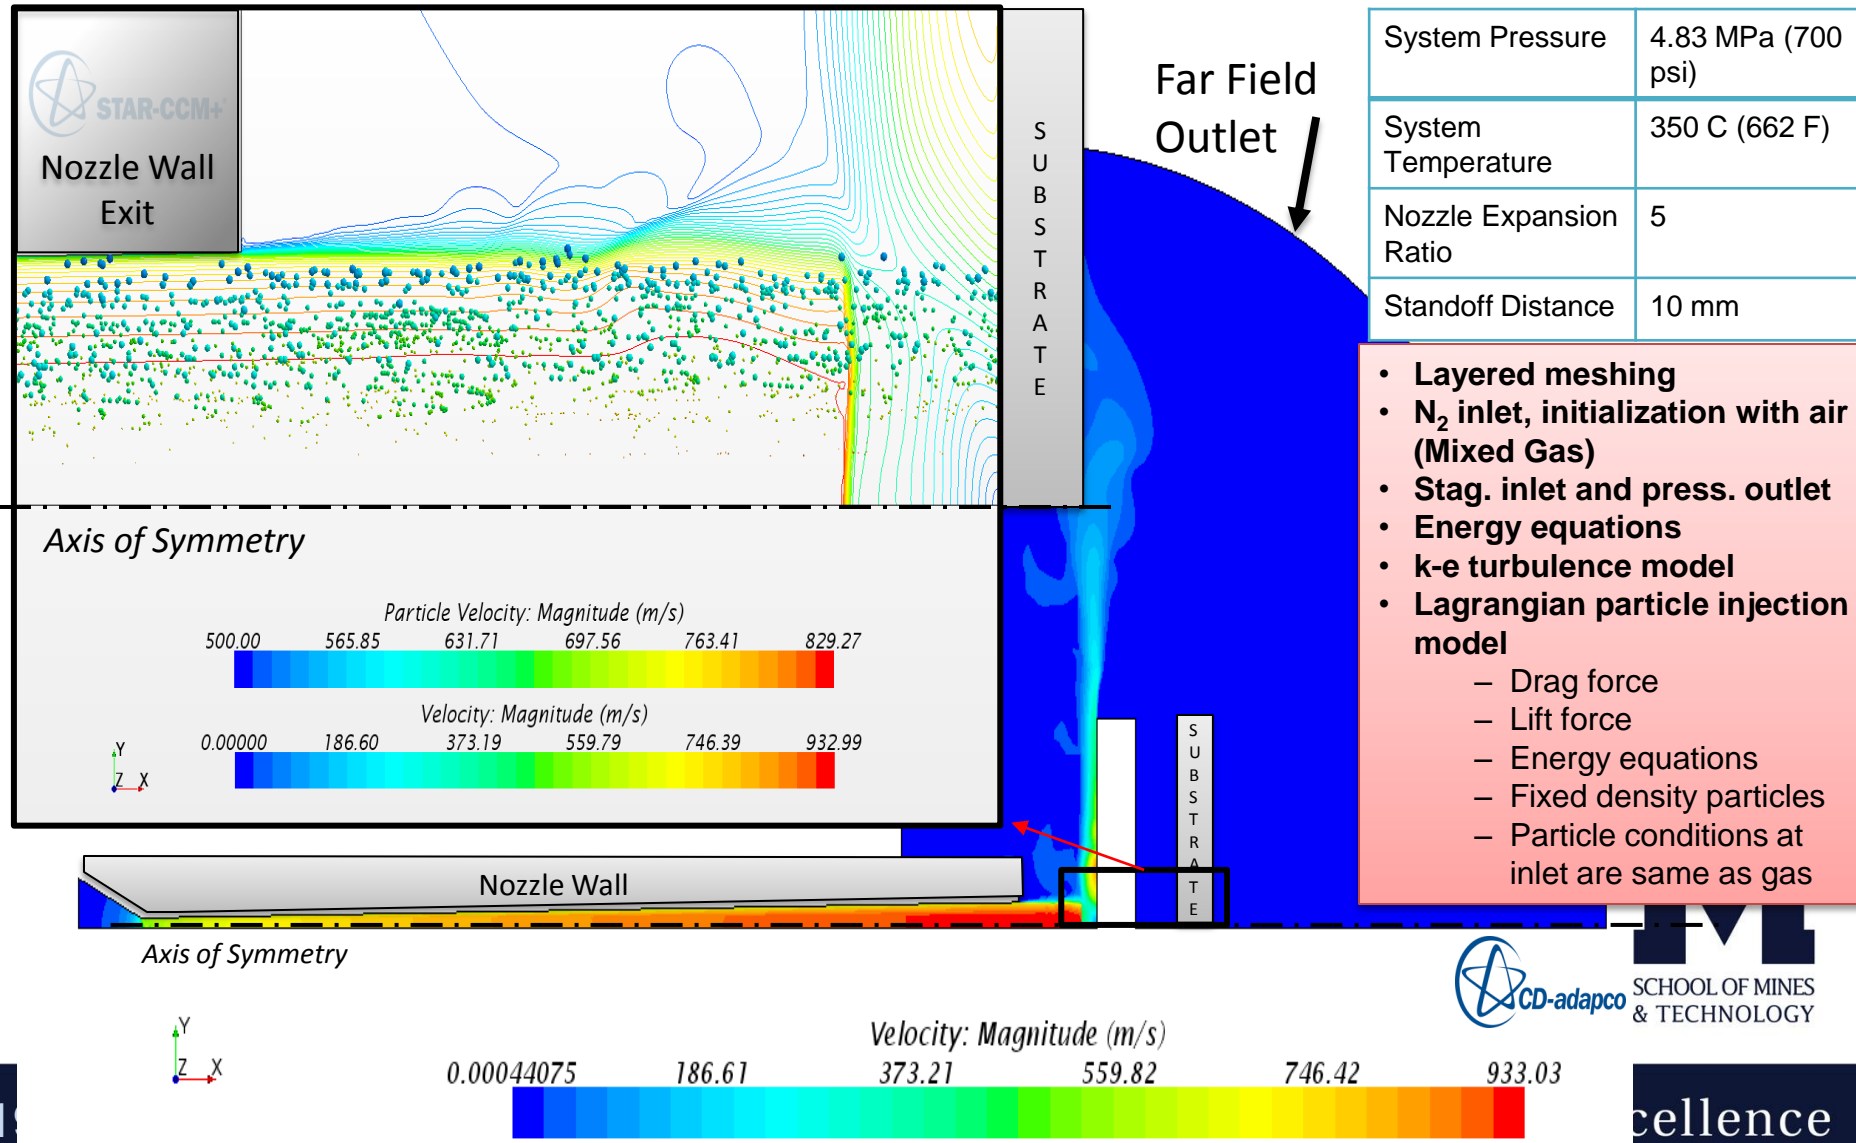 STAR-CCM+
Nozzle Wall
Exit
SUBSTRATE
Axis of Symmetry
Particle Velocity: Magnitude (m/s)
500.00 565.85 631.71 697.56 763.41 829.27
Velocity: Magnitude (m/s)
0.00000 186.60 373.19 559.79 746.39 932.99
Y
Z X
Far Field
Outlet
System Pressure 4.83 MPa (700
psi)
System
Temperature 350 C (662 F)
Nozzle Expansion
Ratio 5
Standoff Distance 10 mm
• Layered meshing
• N₂ inlet, initialization with air
(Mixed Gas)
• Stag. inlet and press. outlet
• Energy equations
• k-e turbulence model
• Lagrangian particle injection
model
– Drag force
– Lift force
– Energy equations
– Fixed density particles
– Particle conditions at
inlet are same as gas
SUBSTRATE
Nozzle Wall
Axis of Symmetry
CD-adapco
SCHOOL OF MINES
& TECHNOLOGY
Y
Z X
Velocity: Magnitude (m/s)
0.00044075 186.61 373.21 559.82 746.42 933.03
cellence